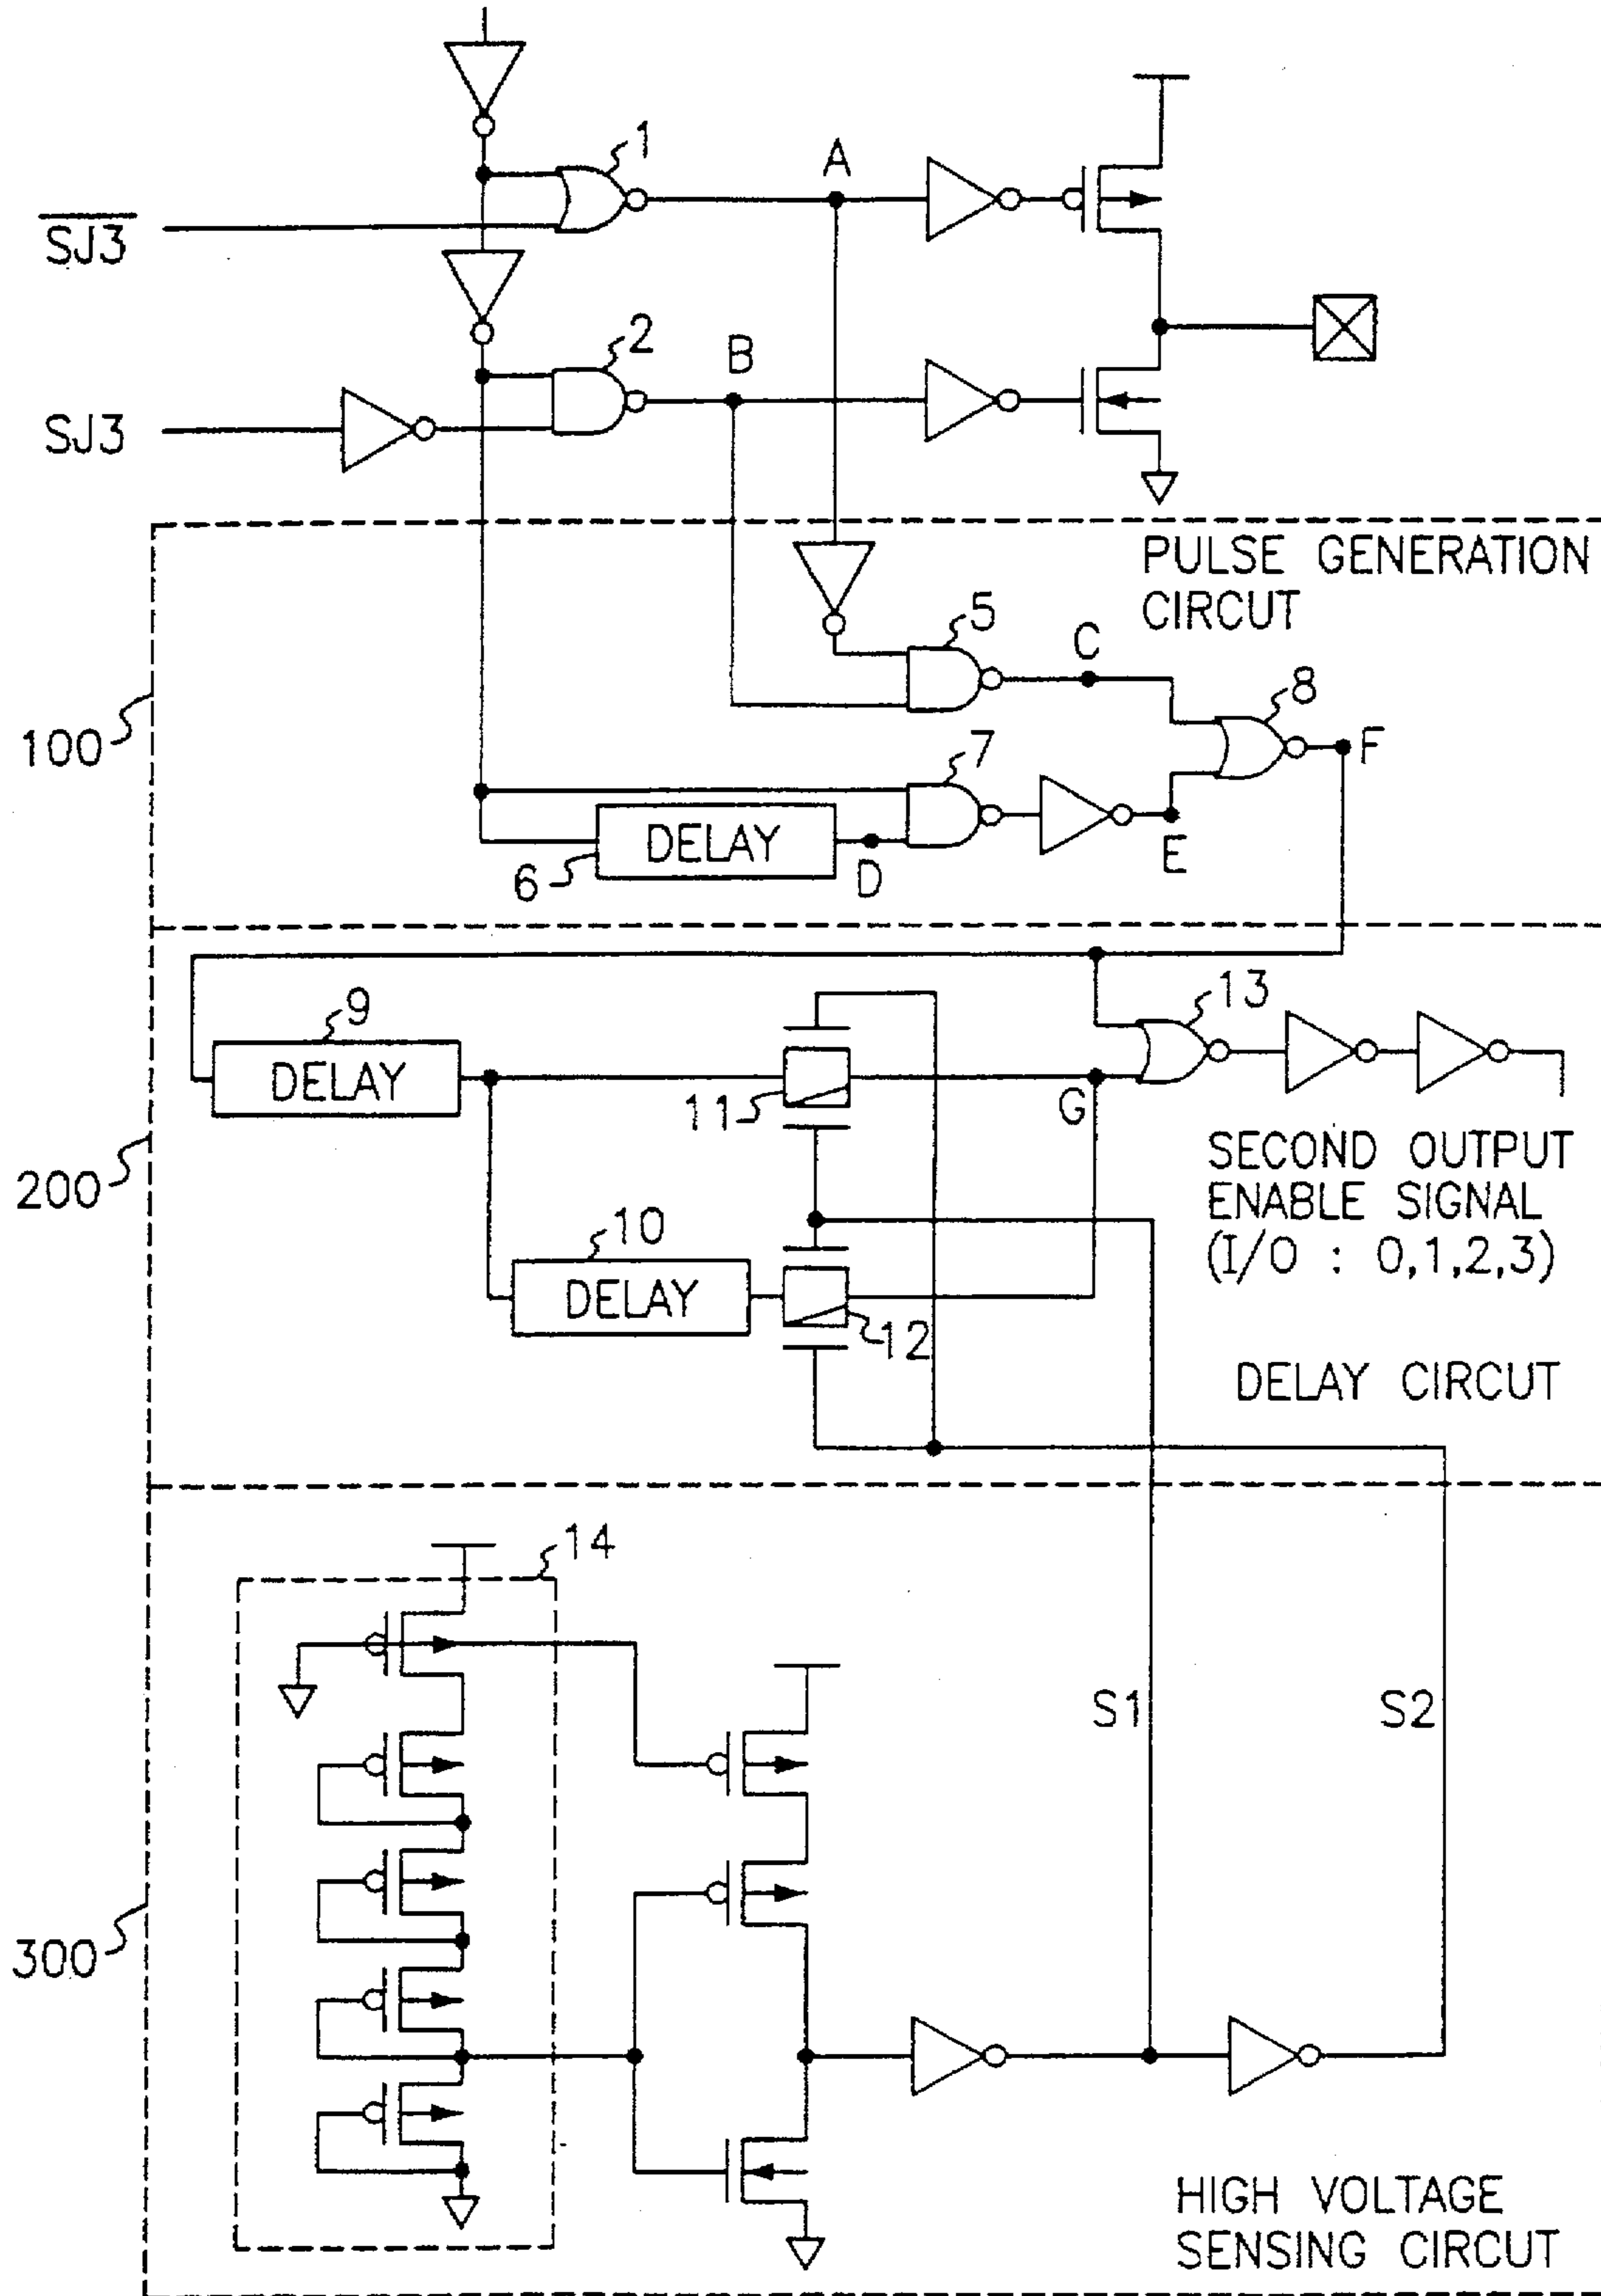 1
A
SJ3
2
B
SJ3
PULSE GENERATION
CIRCUT
5
C
8
100
7
F
DELAY
6
D
E
9
13
DELAY
11
G
SECOND OUTPUT
ENABLE SIGNAL
(I/O : 0,1,2,3)
200
10
DELAY
12
DELAY CIRCUT
14
S1
S2
300
HIGH VOLTAGE
SENSING CIRCUT